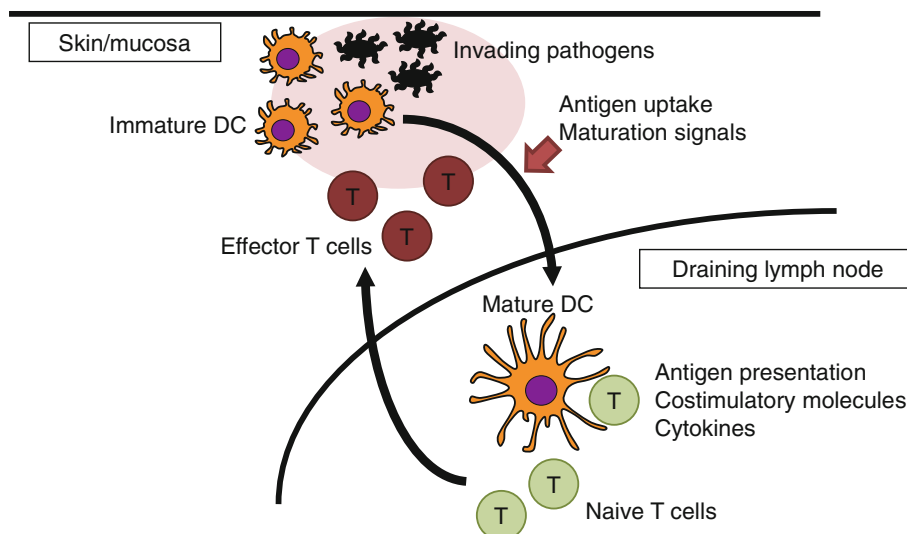 Skin/mucosa
Invading pathogens
Immature DC
Antigen uptake
Maturation signals
T
T
T
Effector T cells
Draining lymph node
Mature DC
Antigen presentation
Costimulatory molecules
Cytokines
T
T
T
Naive T cells